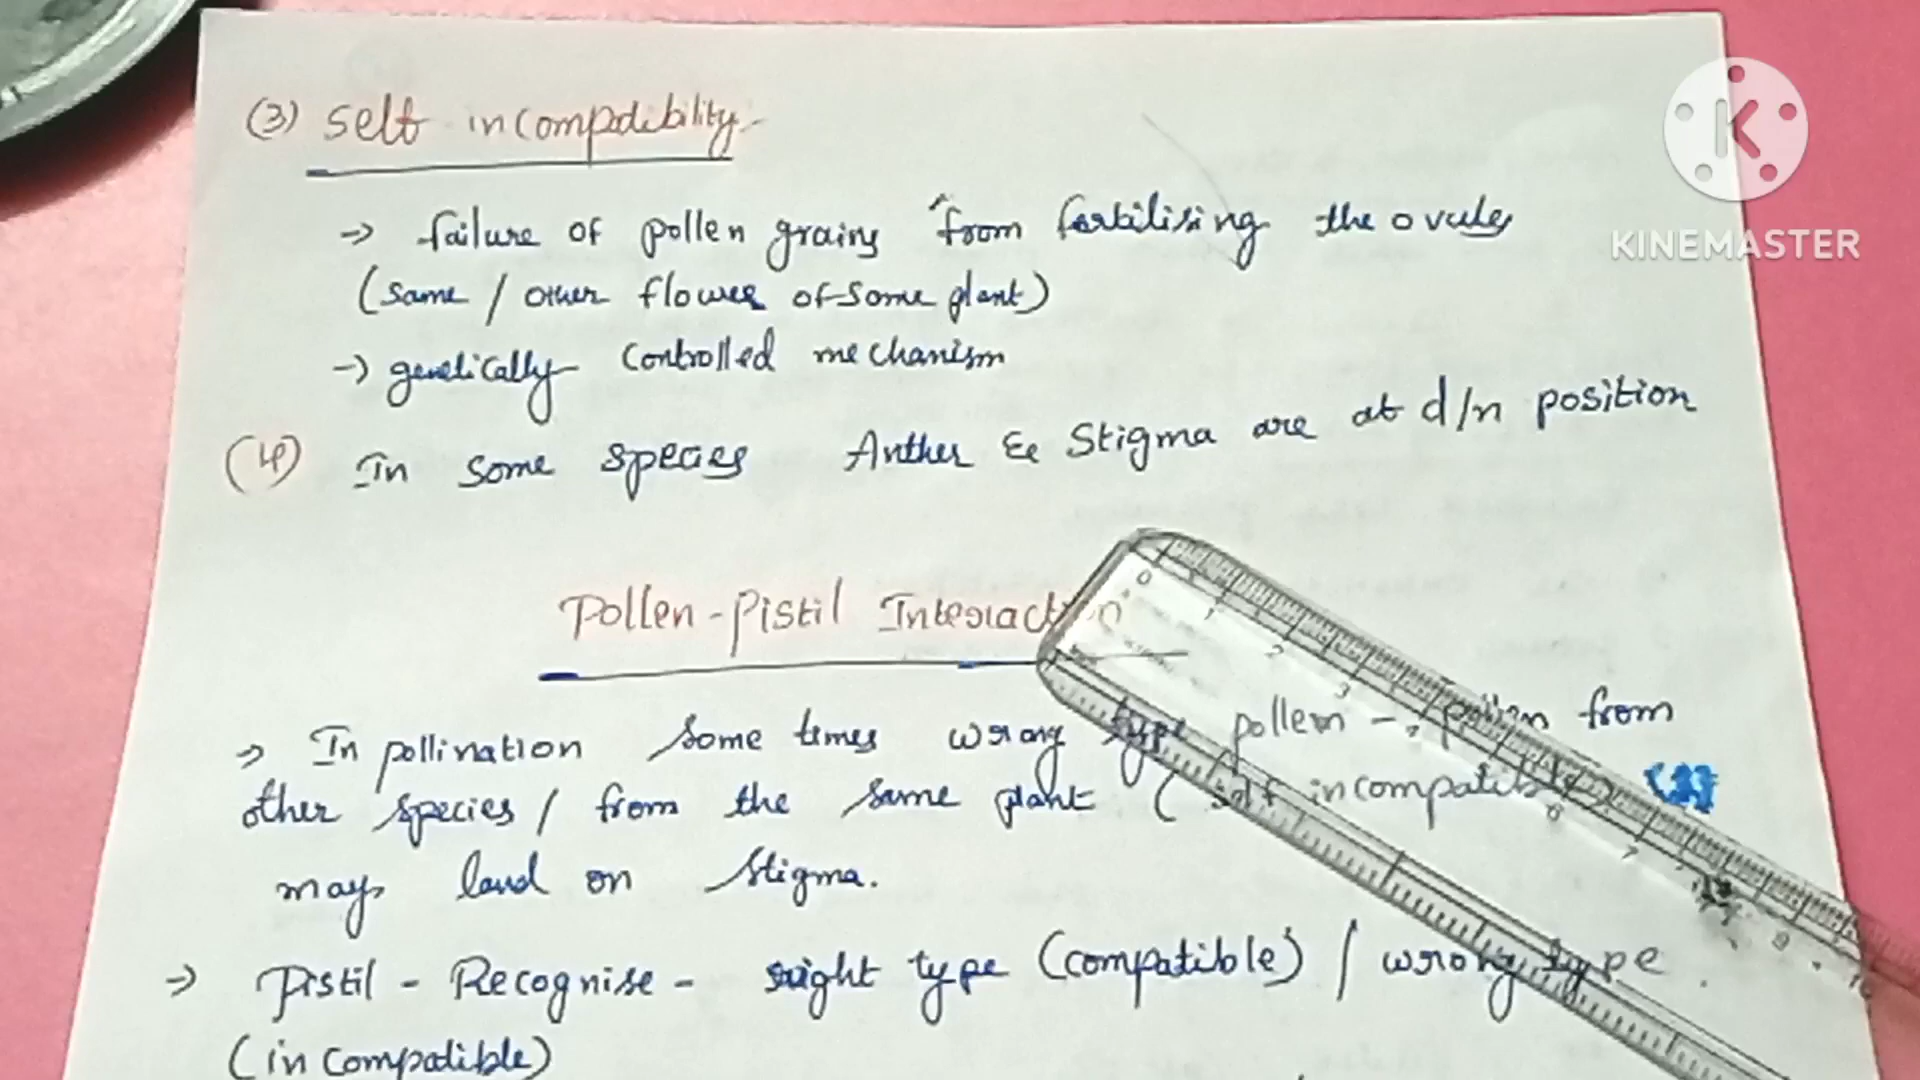 (3) Self incompatibility
KINEMASTER
→ failure of pollen grains from fertilising the ovules
(same / other flower of same plant)
→ genetically controlled mechanism
(4) In some species Anther & Stigma are at d/n position
Pollen-Pistil Interaction
→ In pollination some times wrong type pollen - pollen from
other species / from the same plant (self incompatible)
may land on stigma.
→ Pistil - Recognise - right type (compatible) / wrong type
(incompatible)